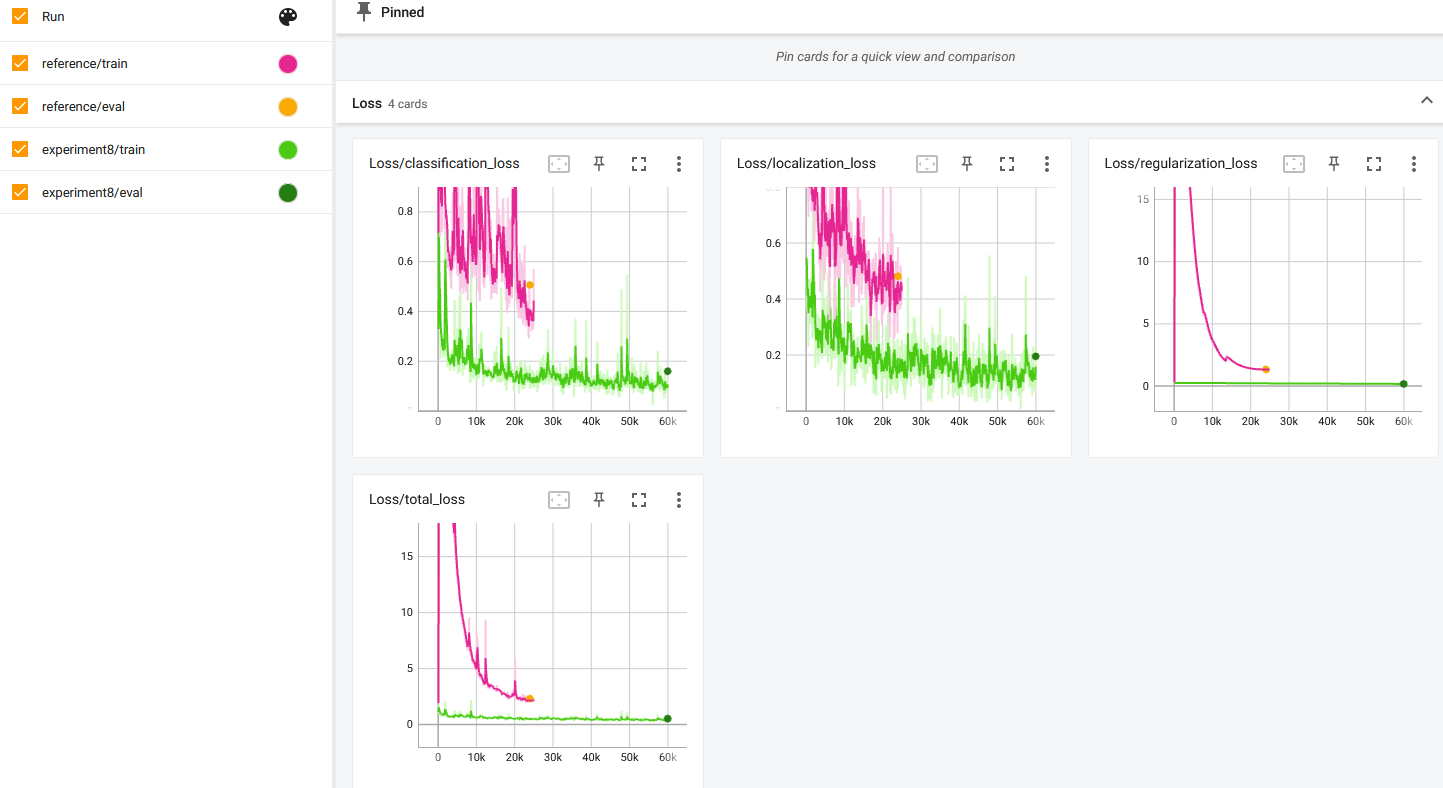 Run
reference/train
reference/eval
experiment8/train
experiment8/eval
Pinned
Pin cards for a quick view and comparison
Loss 4 cards
Loss/classification_loss
0.8
0.6
0.4
0.2
0 10k 20k 30k 40k 50k 60k
Loss/localization_loss
0.6
0.4
0.2
0 10k 20k 30k 40k 50k 60k
Loss/regularization_loss
15
10
5
0
0 10k 20k 30k 40k 50k 60k
Loss/total_loss
15
10
5
0
0 10k 20k 30k 40k 50k 60k